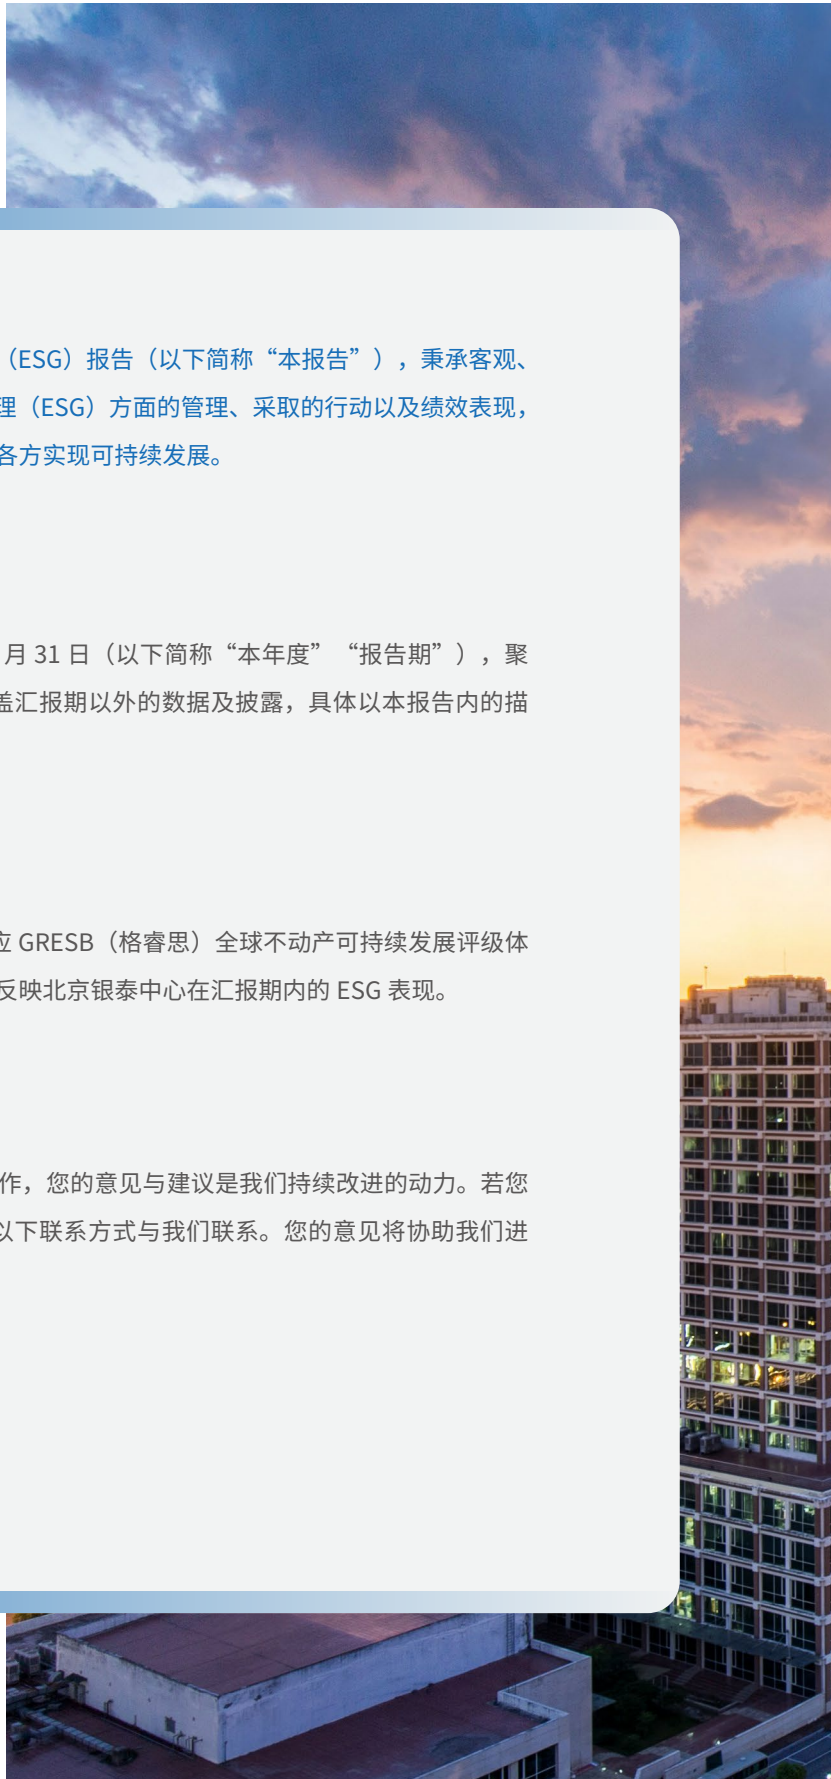 （ESG）报告（以下简称“本报告”），秉承客观、
理（ESG）方面的管理、采取的行动以及绩效表现，
各方实现可持续发展。
月 31 日（以下简称“本年度”“报告期”），聚
盖汇报期以外的数据及披露，具体以本报告内的描
应 GRESB（格睿思）全球不动产可持续发展评级体
反映北京银泰中心在汇报期内的 ESG 表现。
作，您的意见与建议是我们持续改进的动力。若您
以下联系方式与我们联系。您的意见将协助我们进